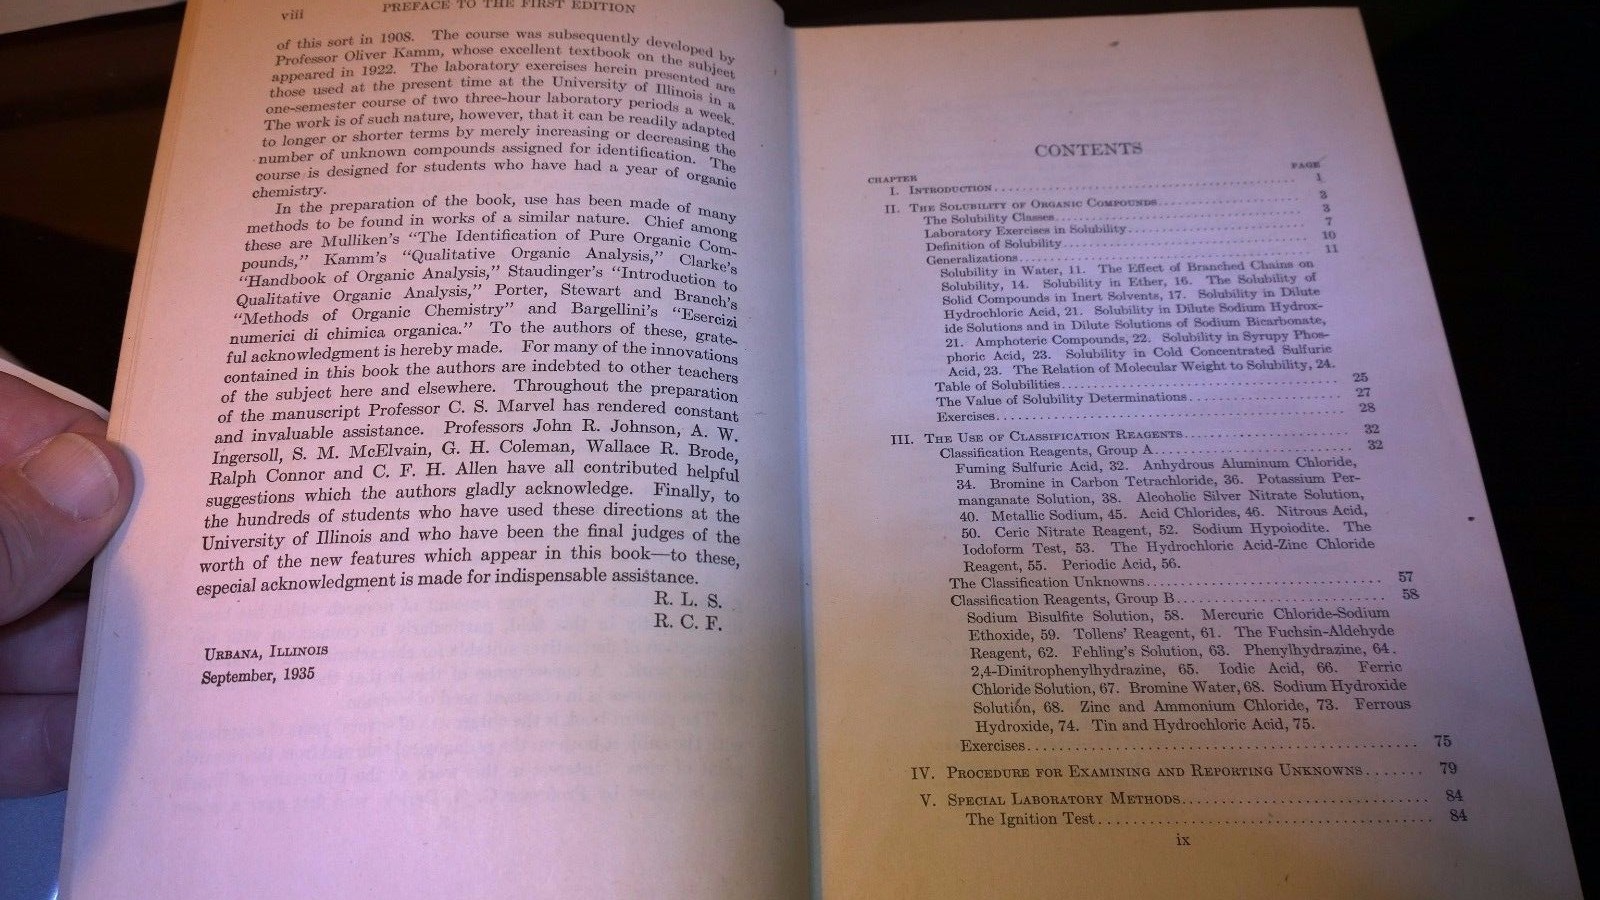 viii PREFACE TO THE FIRST EDITION
of this sort in 1908. The course was subsequently developed by
Professor Oliver Kamm, whose excellent textbook on the subject
appeared in 1922. The laboratory exercises herein presented are
those used at the present time at the University of Illinois in a
one-semester course of two three-hour laboratory periods a week.
The work is of such nature, however, that it can be readily adapted
to longer or shorter terms by merely increasing or decreasing the
number of unknown compounds assigned for identification. The
course is designed for students who have had a year of organic
chemistry.
In the preparation of the book, use has been made of many
methods to be found in works of a similar nature. Chief among
these are Mulliken's "The Identification of Pure Organic Com-
pounds," Kamm's "Qualitative Organic Analysis," Clarke's
"Handbook of Organic Analysis," Staudinger's "Introduction to
Qualitative Organic Analysis," Porter, Stewart and Branch's
"Methods of Organic Chemistry" and Bargellini's "Esercizi
numerici di chimica organica." To the authors of these, grate-
ful acknowledgment is hereby made. For many of the innovations
contained in this book the authors are indebted to other teachers
of the subject here and elsewhere. Throughout the preparation
of the manuscript Professor C. S. Marvel has rendered constant
and invaluable assistance. Professors John R. Johnson, A. W.
Ingersoll, S. M. McElvain, G. H. Coleman, Wallace R. Brode,
Ralph Connor and C. F. H. Allen have all contributed helpful
suggestions which the authors gladly acknowledge. Finally, to
the hundreds of students who have used these directions at the
University of Illinois and who have been the final judges of the
worth of the new features which appear in this book—to these,
especial acknowledgment is made for indispensable assistance.
R. L. S.
R. C. F.
URBANA, ILLINOIS
September, 1935
CONTENTS
CHAPTER PAGE
I. INTRODUCTION 1
II. THE SOLUBILITY OF ORGANIC COMPOUNDS 3
The Solubility Classes 3
Laboratory Exercises in Solubility 7
Definition of Solubility 10
Generalizations 11
Solubility in Water, 11. The Effect of Branched Chains on
Solubility, 14. Solubility in Ether, 16. The Solubility of
Solid Compounds in Inert Solvents, 17. Solubility in Dilute
Hydrochloric Acid, 21. Solubility in Dilute Sodium Hydrox-
ide Solutions and in Dilute Solutions of Sodium Bicarbonate,
21. Amphoteric Compounds, 22. Solubility in Syrupy Phos-
phoric Acid, 23. Solubility in Cold Concentrated Sulfuric
Acid, 23. The Relation of Molecular Weight to Solubility, 24.
Table of Solubilities 25
The Value of Solubility Determinations 27
Exercises 28
III. THE USE OF CLASSIFICATION REAGENTS 32
Classification Reagents, Group A 32
Fuming Sulfuric Acid, 32. Anhydrous Aluminum Chloride,
34. Bromine in Carbon Tetrachloride, 36. Potassium Per-
manganate Solution, 38. Alcoholic Silver Nitrate Solution,
40. Metallic Sodium, 45. Acid Chlorides, 46. Nitrous Acid,
50. Ceric Nitrate Reagent, 52. Sodium Hypoiodite. The
Iodoform Test, 53. The Hydrochloric Acid-Zinc Chloride
Reagent, 55. Periodic Acid, 56.
The Classification Unknowns 57
Classification Reagents, Group B 58
Sodium Bisulfite Solution, 58. Mercuric Chloride-Sodium
Ethoxide, 59. Tollens' Reagent, 61. The Fuchsin-Aldehyde
Reagent, 62. Fehling's Solution, 63. Phenylhydrazine, 64.
2,4-Dinitrophenylhydrazine, 65. Iodic Acid, 66. Ferric
Chloride Solution, 67. Bromine Water, 68. Sodium Hydroxide
Solution, 68. Zinc and Ammonium Chloride, 73. Ferrous
Hydroxide, 74. Tin and Hydrochloric Acid, 75.
Exercises 75
IV. PROCEDURE FOR EXAMINING AND REPORTING UNKNOWNS 79
V. SPECIAL LABORATORY METHODS 84
The Ignition Test 84
ix